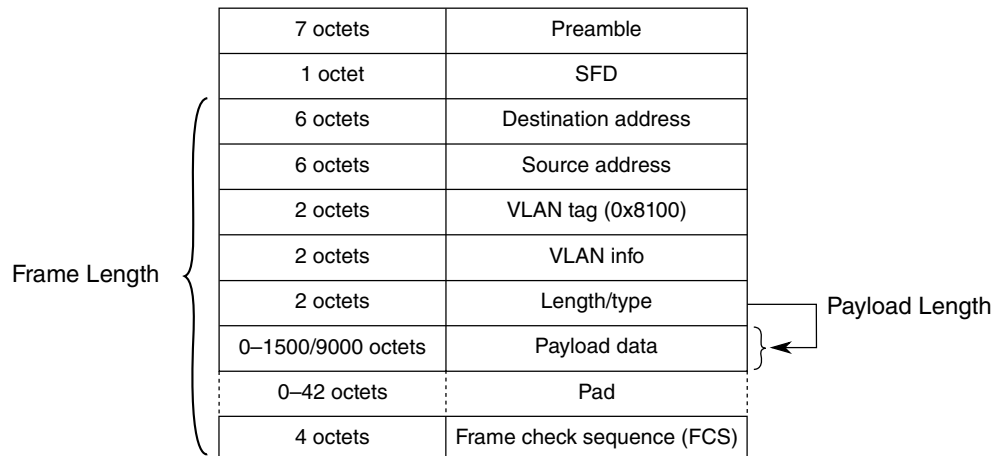 7 octets Preamble
1 octet SFD
6 octets Destination address
6 octets Source address
2 octets VLAN tag (0x8100)
2 octets VLAN info
Frame Length
2 octets Length/type
Payload Length
0–1500/9000 octets Payload data
0–42 octets Pad
4 octets Frame check sequence (FCS)